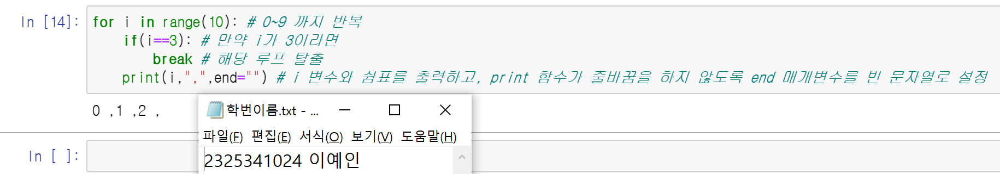 In [14]: for i in range(10): # 0~9 까지 반복
if(i==3): # 만약 i가 3이라면
break # 해당 루프 탈출
print(i,",",end="") # i 변수와 쉼표를 출력하고, print 함수가 줄바꿈을 하지 않도록 end 매개변수를 빈 문자열로 설정
0 ,1 ,2 ,
학번이름.txt - ...
파일(F) 편집(E) 서식(O) 보기(V) 도움말(H)
In [ ]:
2325341024 이예인